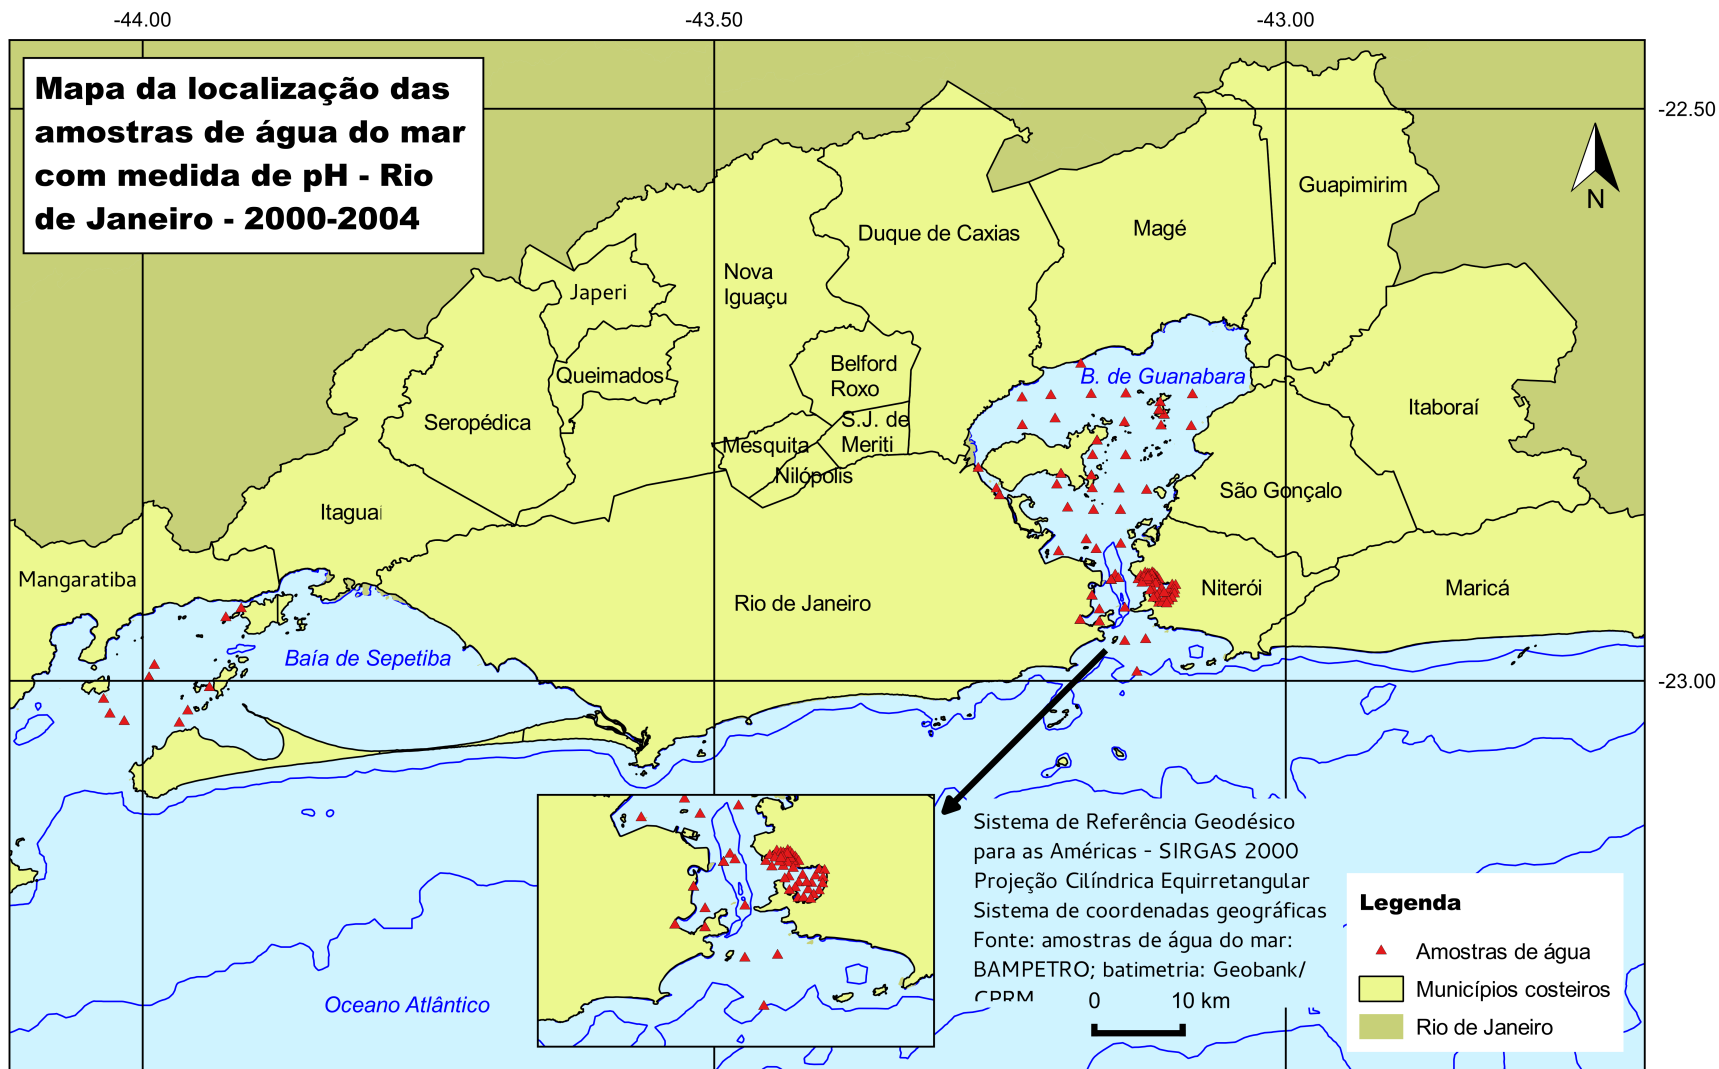 -44.00
-43.50
-43.00
Mapa da localização das
amostras de água do mar
com medida de pH - Rio
de Janeiro - 2000-2004
-22.50
N
Guapimirim
Magé
Duque de Caxias
Nova
Iguaçu
Japeri
Belford
Roxo
B. de Guanabara
Queimados
Itaboraí
Seropédica
S.J. de
Meriti
Mesquita
Nilópolis
São Gonçalo
Itaguaí
Mangaratiba
Niterói
Maricá
Rio de Janeiro
Baía de Sepetiba
-23.00
Sistema de Referência Geodésico
para as Américas - SIRGAS 2000
Projeção Cilíndrica Equirretangular
Sistema de coordenadas geográficas
Fonte: amostras de água do mar:
BAMPETRO; batimetria: Geobank/
CPRM
0 10 km
Oceano Atlântico
Legenda
Amostras de água
Municípios costeiros
Rio de Janeiro